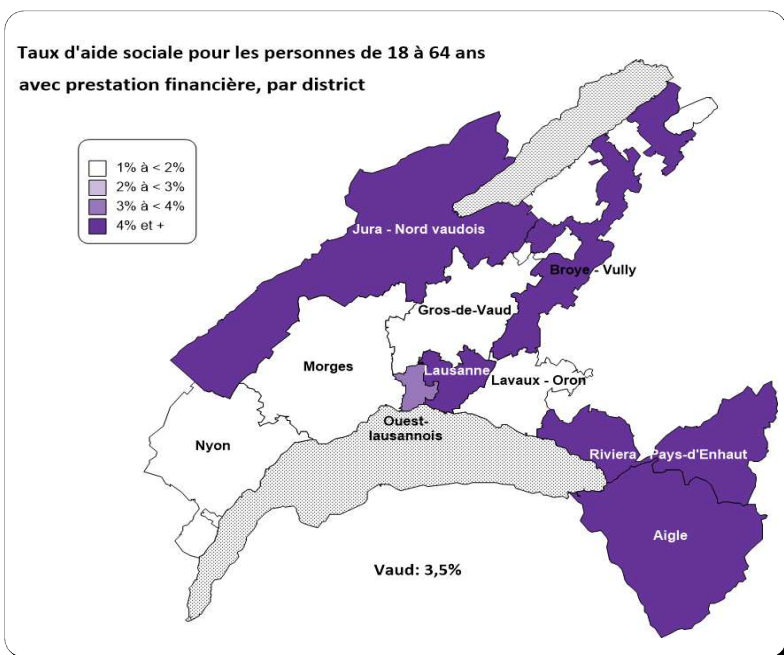 Taux d'aide sociale pour les personnes de 18 à 64 ans
avec prestation financière, par district
1% à < 2%
2% à < 3%
3% à < 4%
4% et +
Jura - Nord vaudois
Broye - Vully
Gros-de-Vaud
Morges
Lausanne
Lavaux - Oron
Ouest-
lausannois
Nyon
Riviera - Pays-d'Enhaut
Aigle
Vaud: 3,5%